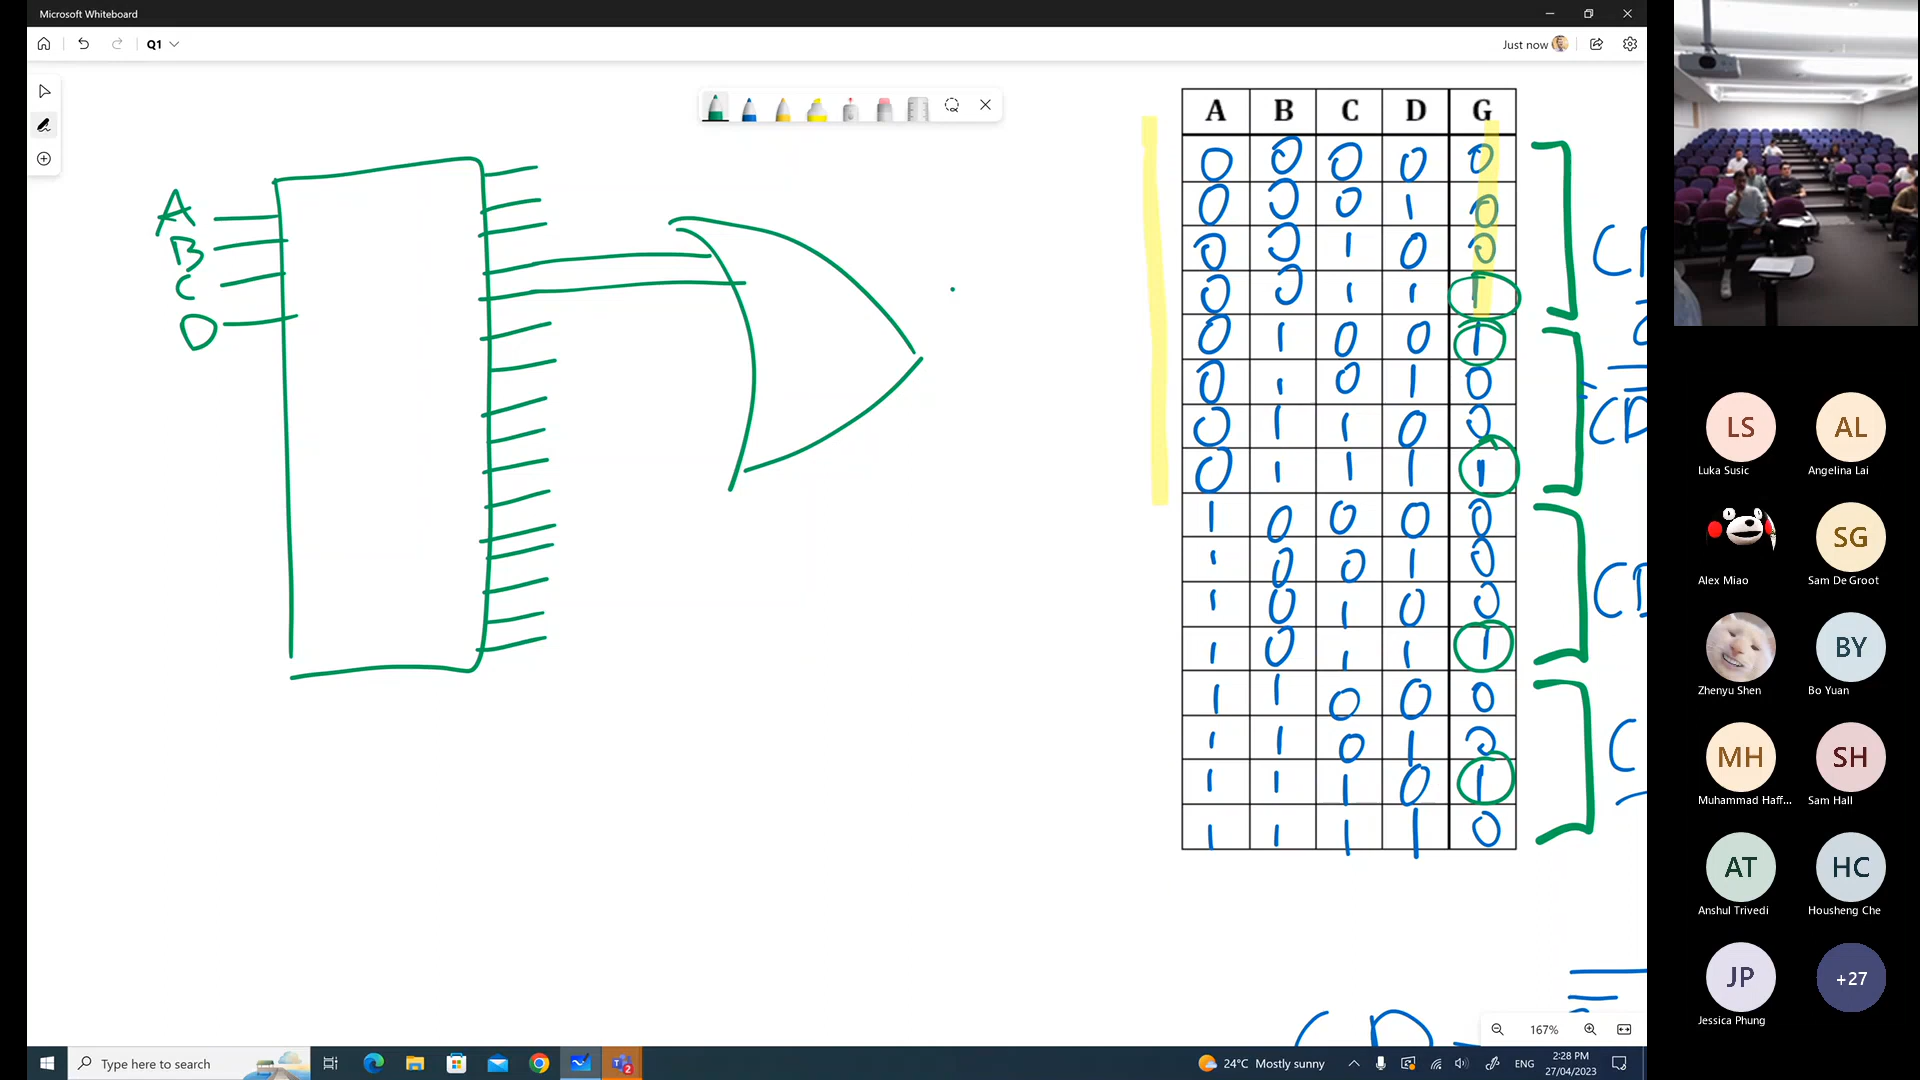 Microsoft Whiteboard
Q1
Just now
A
B
C
D
A B C D G
0 0 0 0 0
0 0 0 1 0
0 0 1 0 0
0 0 1 1 1
0 1 0 0 1
0 1 0 1 0
0 1 1 0 0
0 1 1 1 1
1 0 0 0 0
1 0 0 1 0
1 0 1 0 0
1 0 1 1 1
1 1 0 0 0
1 1 0 1 0
1 1 1 0 1
1 1 1 1 0
C
CD
C
C
CD
167%
LS
Luka Susic
AL
Angelina Lai
Alex Miao
SG
Sam De Groot
Zhenyu Shen
BY
Bo Yuan
MH
Muhammad Haff...
SH
Sam Hall
AT
Anshul Trivedi
HC
Housheng Che
JP
Jessica Phung
+27
Type here to search
2
24°C Mostly sunny
ENG
2:28 PM
27/04/2023